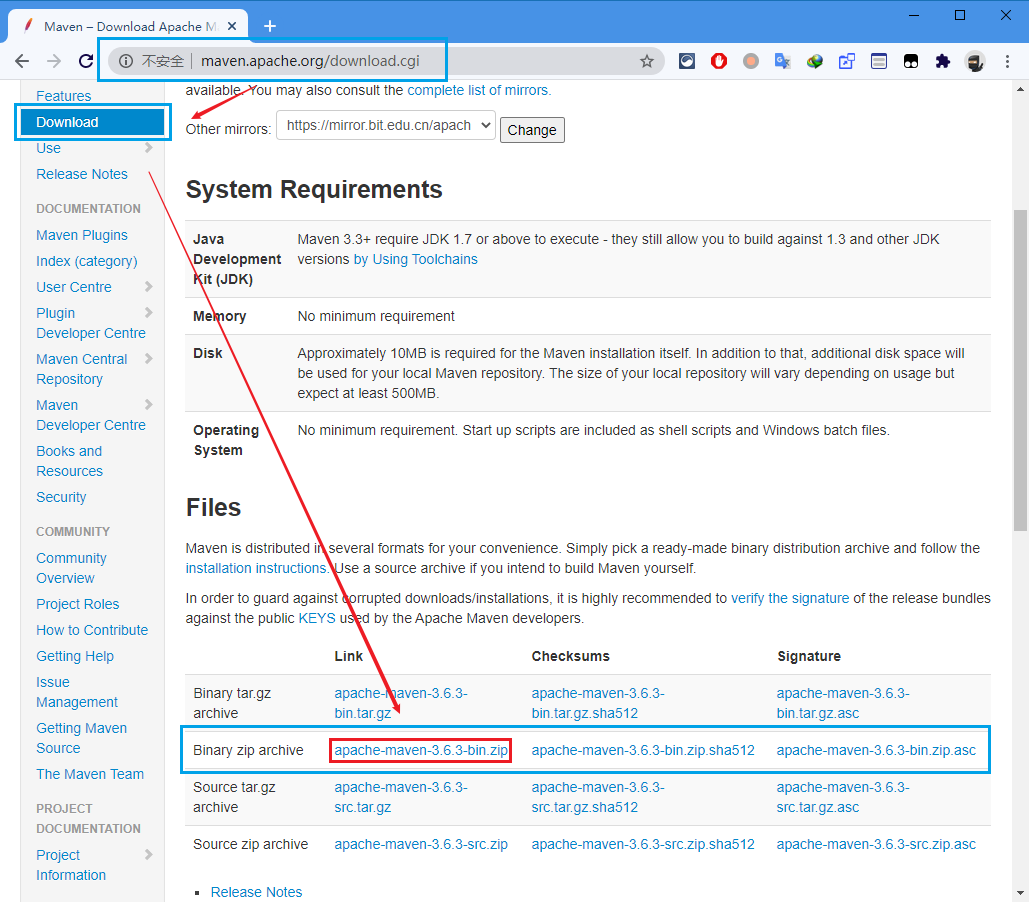 Maven – Download Apache M
不安全 maven.apache.org/download.cgi
Features
Download
Use
Release Notes
DOCUMENTATION
Maven Plugins
Index (category)
User Centre
Plugin
Developer Centre
Maven Central
Repository
Maven
Developer Centre
Books and
Resources
Security
COMMUNITY
Community
Overview
Project Roles
How to Contribute
Getting Help
Issue
Management
Getting Maven
Source
The Maven Team
PROJECT
DOCUMENTATION
Project
Information
available. You may also consult the complete list of mirrors.
Other mirrors: https://mirror.bit.edu.cn/apach Change
System Requirements
Java
Development
Kit (JDK)
Maven 3.3+ require JDK 1.7 or above to execute - they still allow you to build against 1.3 and other JDK
versions by Using Toolchains
Memory No minimum requirement
Disk Approximately 10MB is required for the Maven installation itself. In addition to that, additional disk space will
be used for your local Maven repository. The size of your local repository will vary depending on usage but
expect at least 500MB.
Operating
System
No minimum requirement. Start up scripts are included as shell scripts and Windows batch files.
Files
Maven is distributed in several formats for your convenience. Simply pick a ready-made binary distribution archive and follow the
installation instructions. Use a source archive if you intend to build Maven yourself.
In order to guard against corrupted downloads/installations, it is highly recommended to verify the signature of the release bundles
against the public KEYS used by the Apache Maven developers.
Link Checksums Signature
Binary tar.gz
archive
apache-maven-3.6.3-
bin.tar.gz
apache-maven-3.6.3-
bin.tar.gz.sha512
apache-maven-3.6.3-
bin.tar.gz.asc
Binary zip archive apache-maven-3.6.3-bin.zip apache-maven-3.6.3-bin.zip.sha512 apache-maven-3.6.3-bin.zip.asc
Source tar.gz
archive
apache-maven-3.6.3-
src.tar.gz
apache-maven-3.6.3-
src.tar.gz.sha512
apache-maven-3.6.3-
src.tar.gz.asc
Source zip archive apache-maven-3.6.3-src.zip apache-maven-3.6.3-src.zip.sha512 apache-maven-3.6.3-src.zip.asc
Release Notes